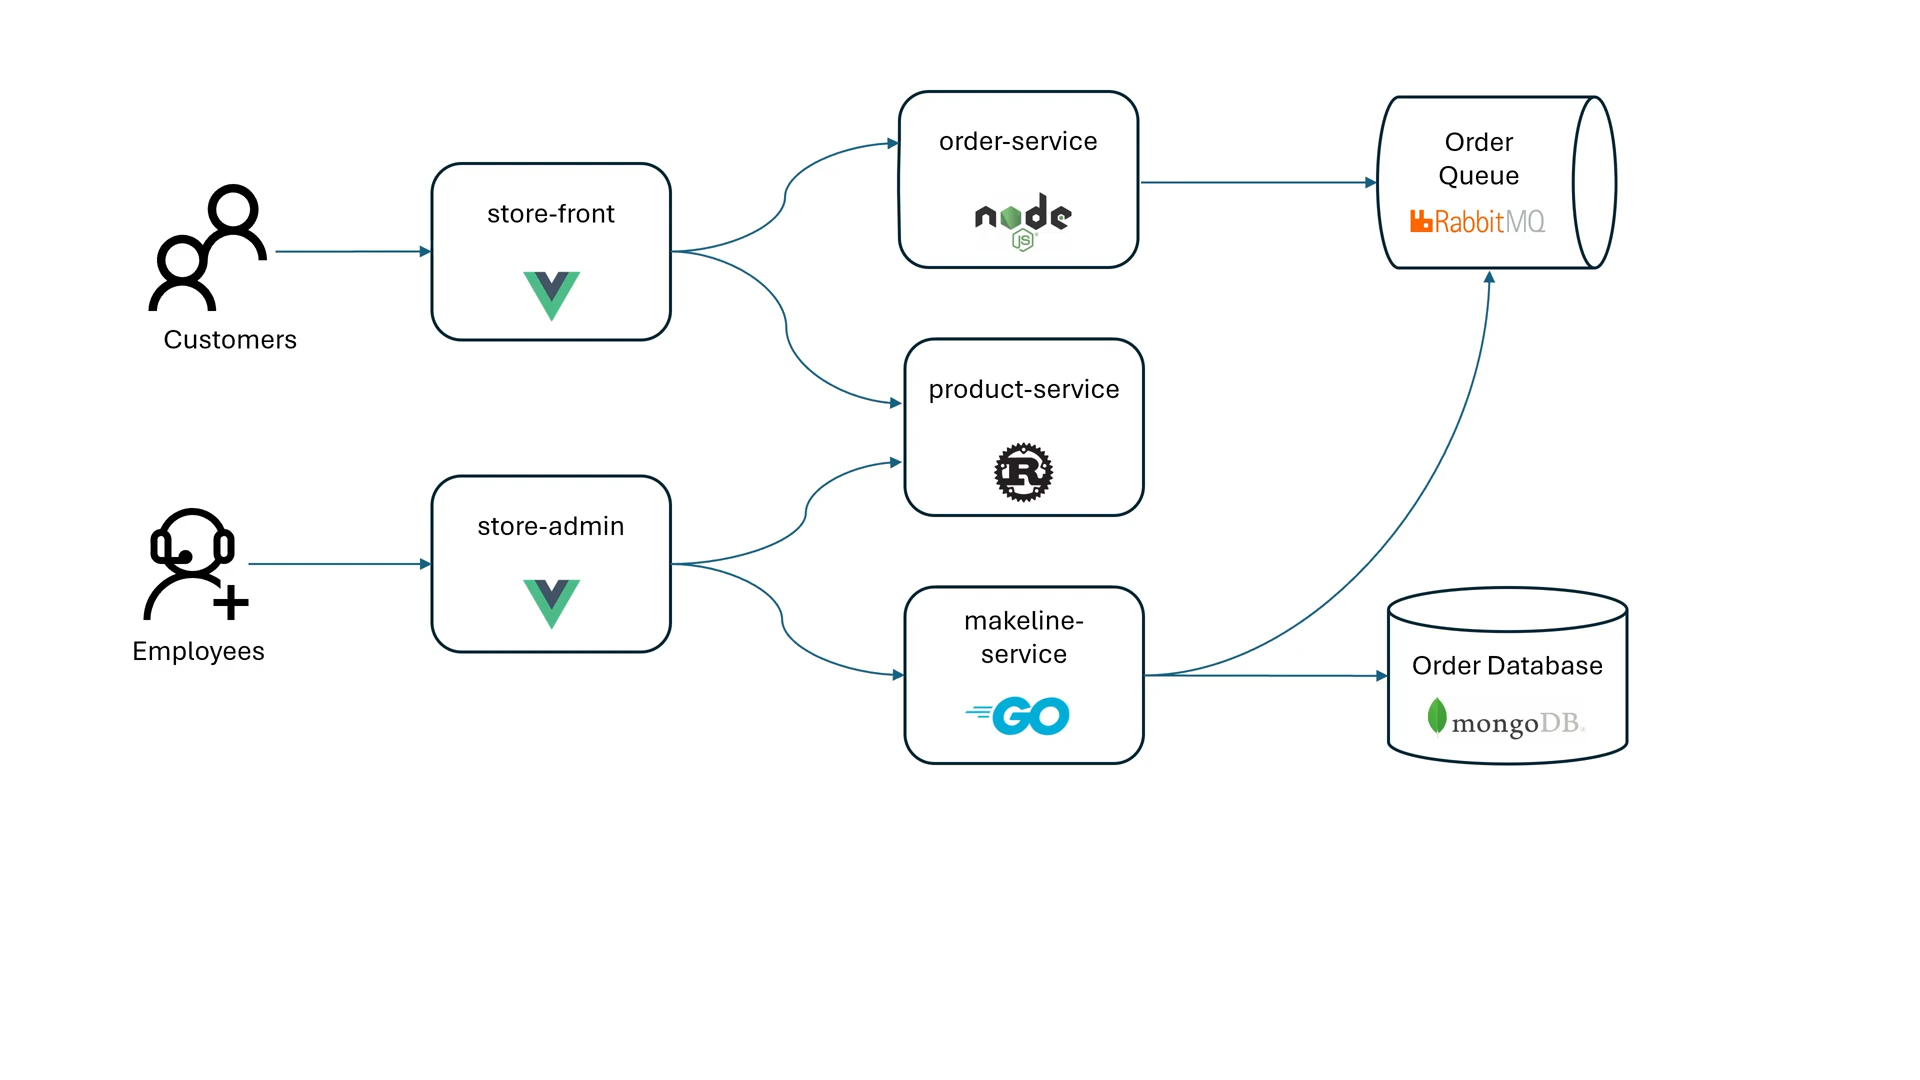 Customers
store-front
order-service
node
JS
Order
Queue
RabbitMQ
product-service
R
Employees
store-admin
makeline-
service
GO
Order Database
mongoDB